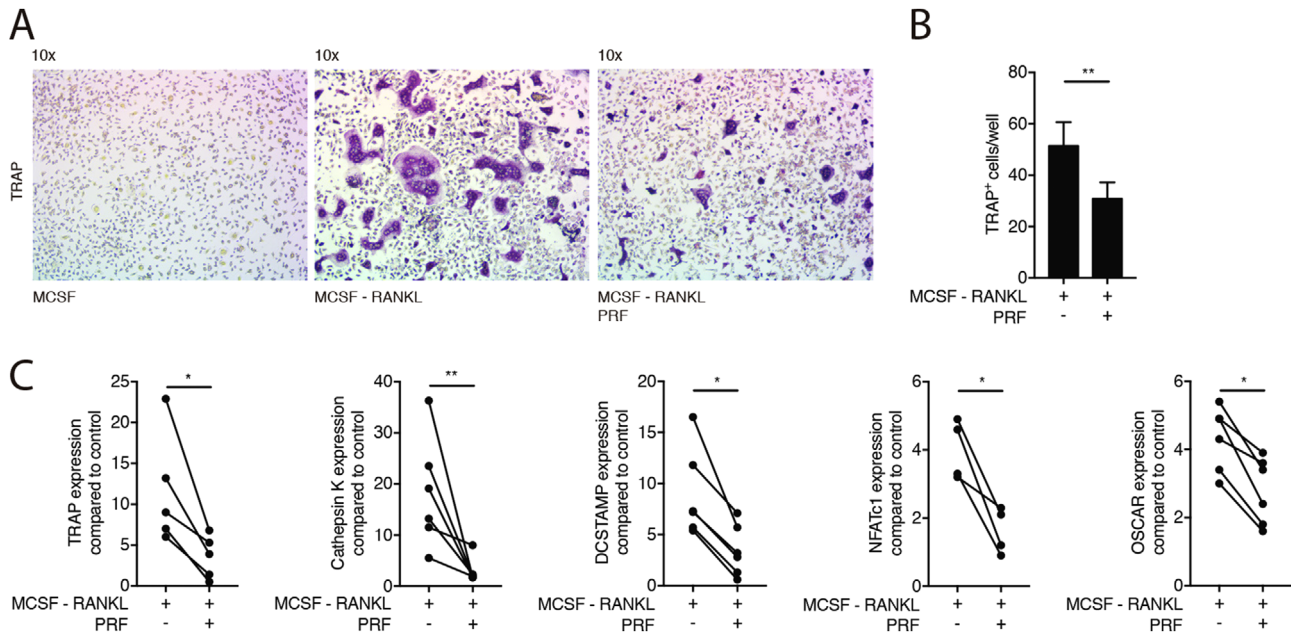 A
10x
10x
10x
TRAP
MCSF
MCSF - RANKL
MCSF - RANKL
PRF
B
80
60
40
20
0
TRAP+ cells/well
**
MCSF - RANKL + +
PRF - +
C
TRAP expression
compared to control
25
20
15
10
5
0
*
MCSF - RANKL + +
PRF - +
Cathepsin K expression
compared to control
40
30
20
10
0
**
MCSF - RANKL + +
PRF - +
DCSTAMP expression
compared to control
20
15
10
5
0
*
MCSF - RANKL + +
PRF - +
NFATc1 expression
compared to control
6
4
2
0
*
MCSF - RANKL + +
PRF - +
OSCAR expression
compared to control
6
4
2
0
*
MCSF - RANKL + +
PRF - +